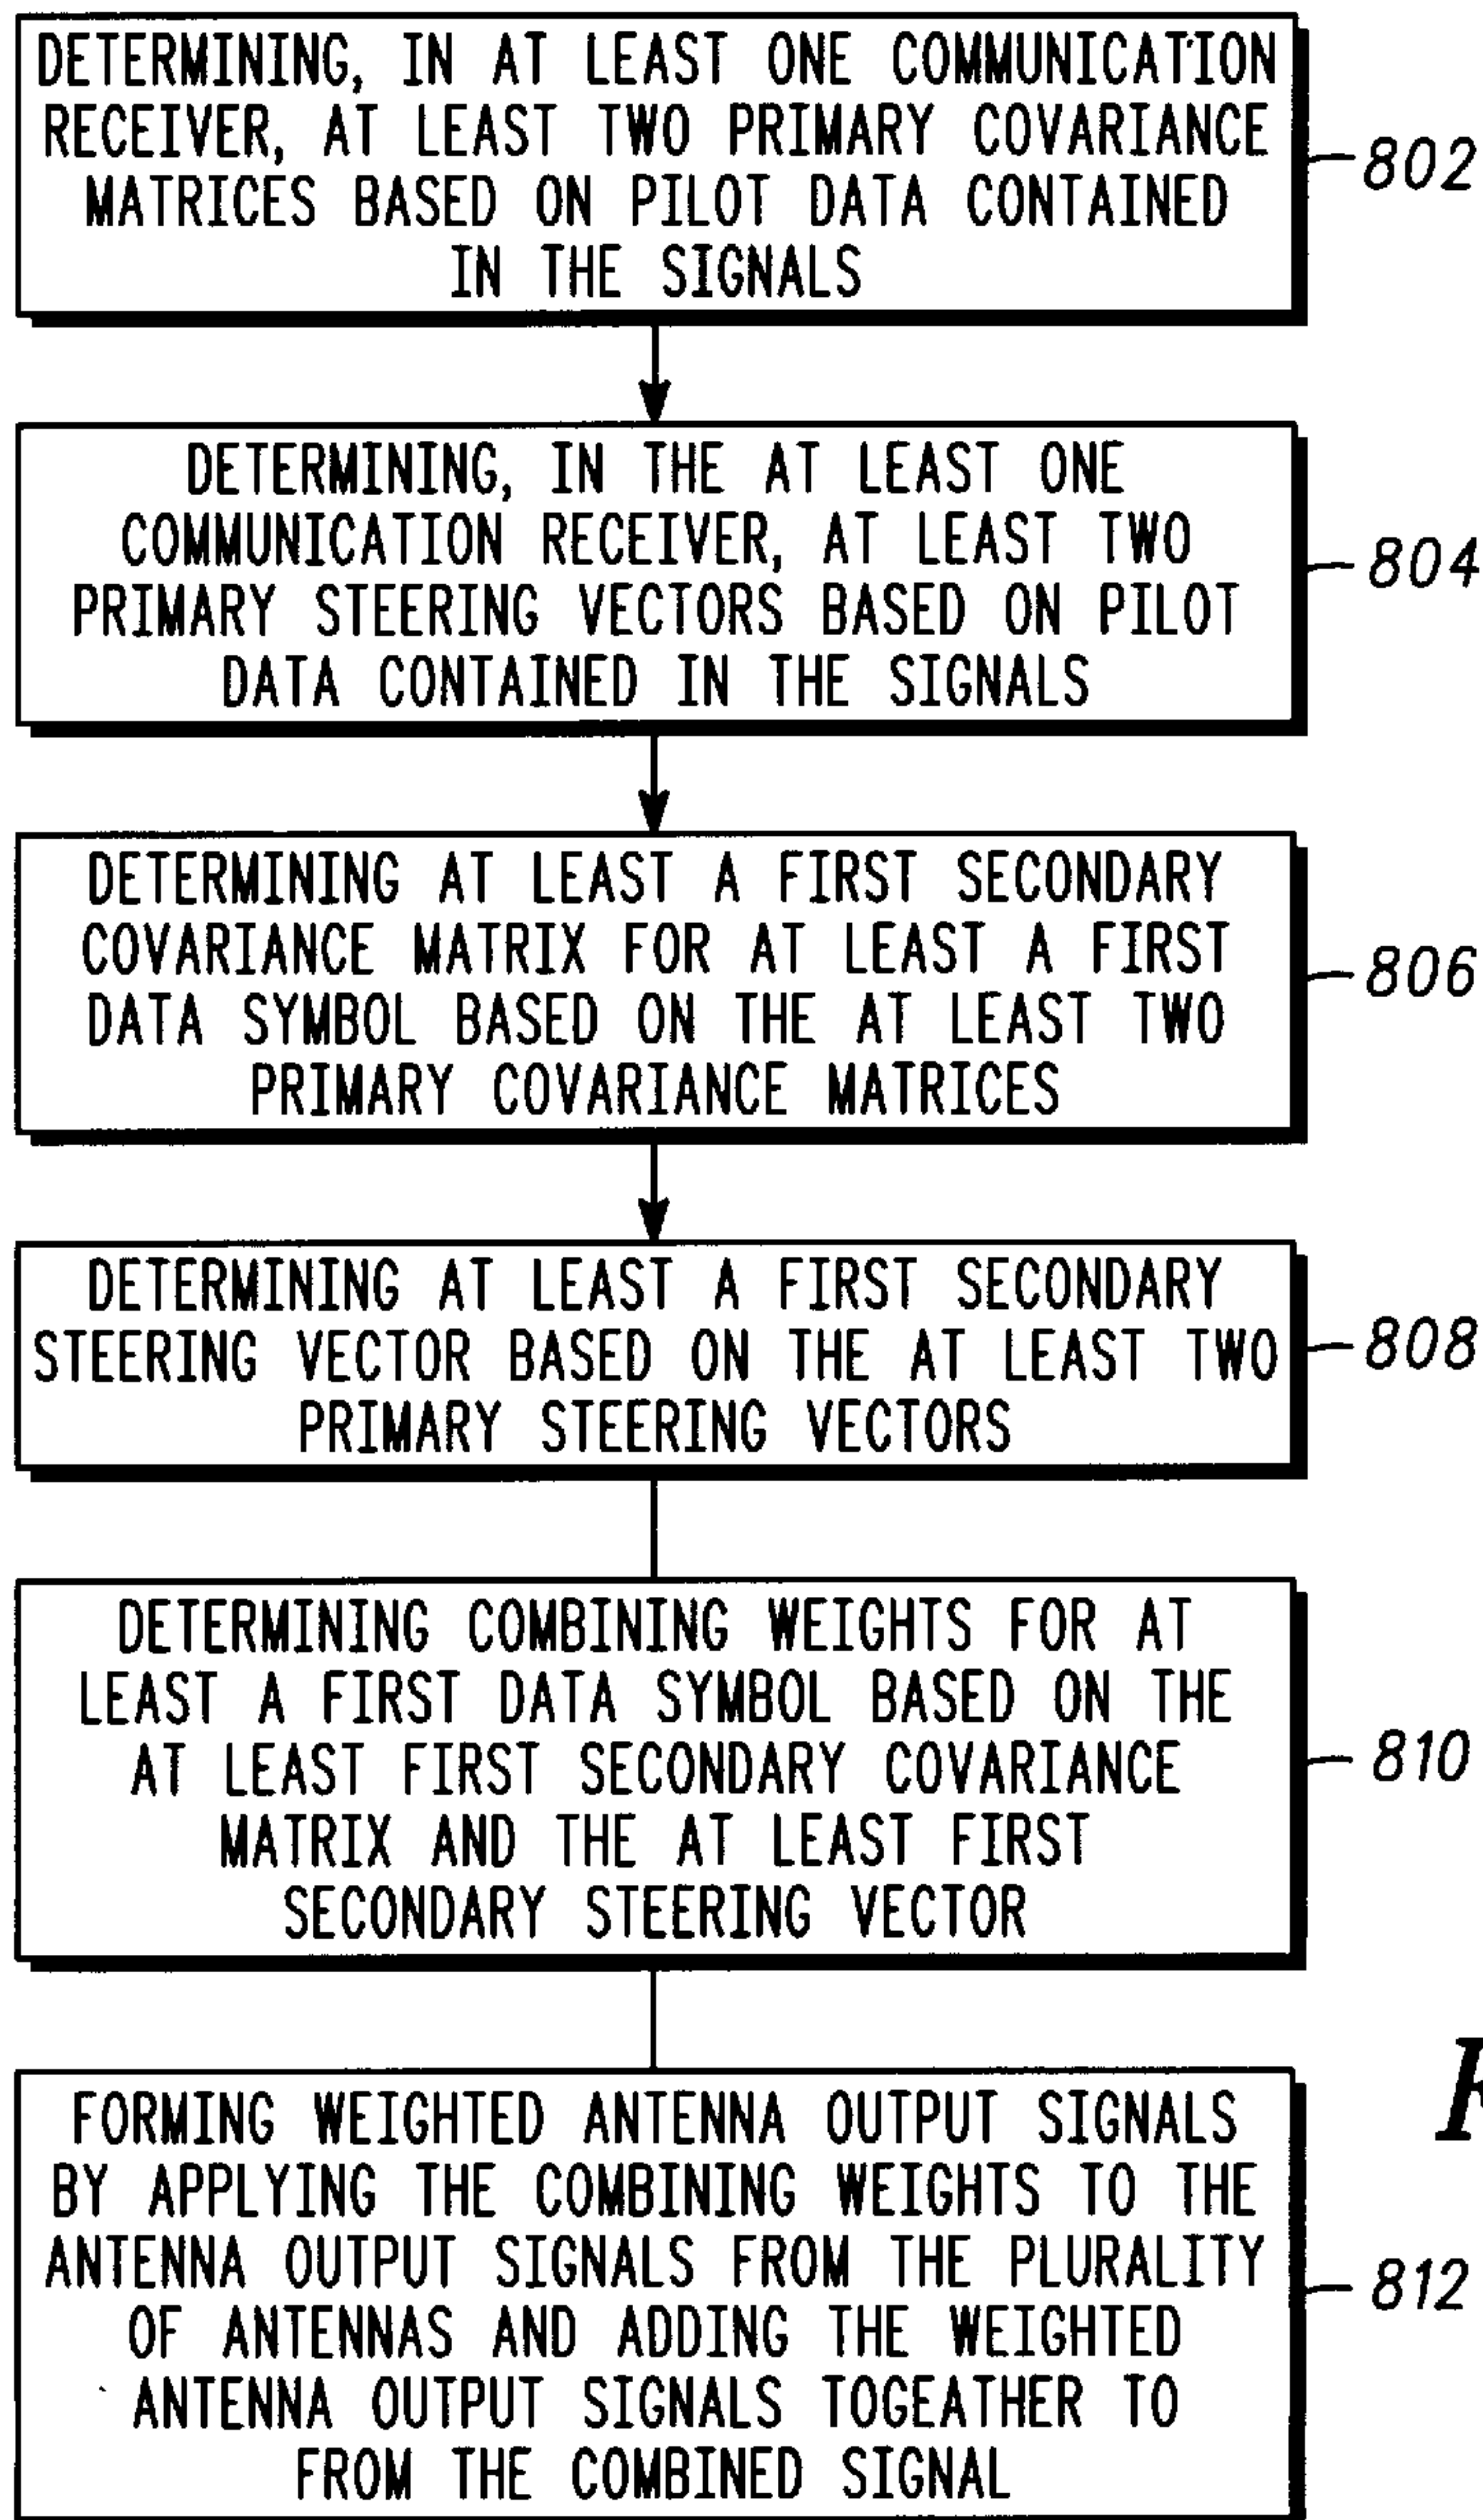 DETERMINING, IN AT LEAST ONE COMMUNICATION
RECEIVER, AT LEAST TWO PRIMARY COVARIANCE
MATRICES BASED ON PILOT DATA CONTAINED
IN THE SIGNALS
802
DETERMINING, IN THE AT LEAST ONE
COMMUNICATION RECEIVER, AT LEAST TWO
PRIMARY STEERING VECTORS BASED ON PILOT
DATA CONTAINED IN THE SIGNALS
804
DETERMINING AT LEAST A FIRST SECONDARY
COVARIANCE MATRIX FOR AT LEAST A FIRST
DATA SYMBOL BASED ON THE AT LEAST TWO
PRIMARY COVARIANCE MATRICES
806
DETERMINING AT LEAST A FIRST SECONDARY
STEERING VECTOR BASED ON THE AT LEAST TWO
PRIMARY STEERING VECTORS
808
DETERMINING COMBINING WEIGHTS FOR AT
LEAST A FIRST DATA SYMBOL BASED ON THE
AT LEAST FIRST SECONDARY COVARIANCE
MATRIX AND THE AT LEAST FIRST
SECONDARY STEERING VECTOR
810
FORMING WEIGHTED ANTENNA OUTPUT SIGNALS
BY APPLYING THE COMBINING WEIGHTS TO THE
ANTENNA OUTPUT SIGNALS FROM THE PLURALITY
OF ANTENNAS AND ADDING THE WEIGHTED
ANTENNA OUTPUT SIGNALS TOGEATHER TO
FROM THE COMBINED SIGNAL
812